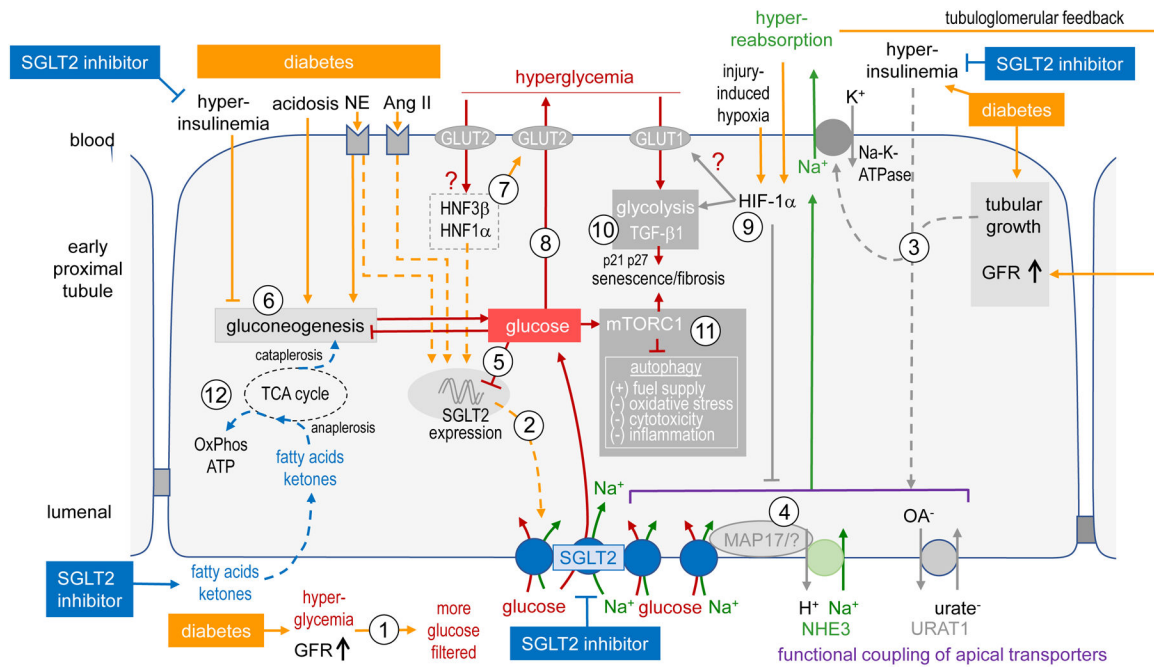 hyper-
reabsorption
tubuloglomerular feedback
SGLT2 inhibitor
diabetes
hyperglycemia
injury-
induced
hypoxia
hyper-
insulinemia
SGLT2 inhibitor
hyper-
insulinemia
acidosis
NE
Ang II
K⁺
diabetes
blood
GLUT2
GLUT2
GLUT1
Na⁺
Na-K-
ATPase
?
?
7
HNF3β
HNF1α
glycolysis
TGF-β1
10
HIF-1α
9
tubular
growth
GFR
3
early
proximal
tubule
8
p21 p27
senescence/fibrosis
6
gluconeogenesis
glucose
mTORC1
11
cataplerosis
5
autophagy
(+) fuel supply
(-) oxidative stress
(-) cytotoxicity
(-) inflammation
12
TCA cycle
SGLT2
expression
2
anaplerosis
OxPhos
ATP
fatty acids
ketones
Na⁺
lumenal
4
OA⁻
MAP17/?
SGLT2
SGLT2
inhibitor
fatty acids
ketones
glucose
Na⁺
glucose
Na⁺
H⁺
Na⁺
NHE3
urate⁻
URAT1
diabetes
hyper-
glycemia
GFR
1
more
glucose
filtered
SGLT2 inhibitor
functional coupling of apical transporters